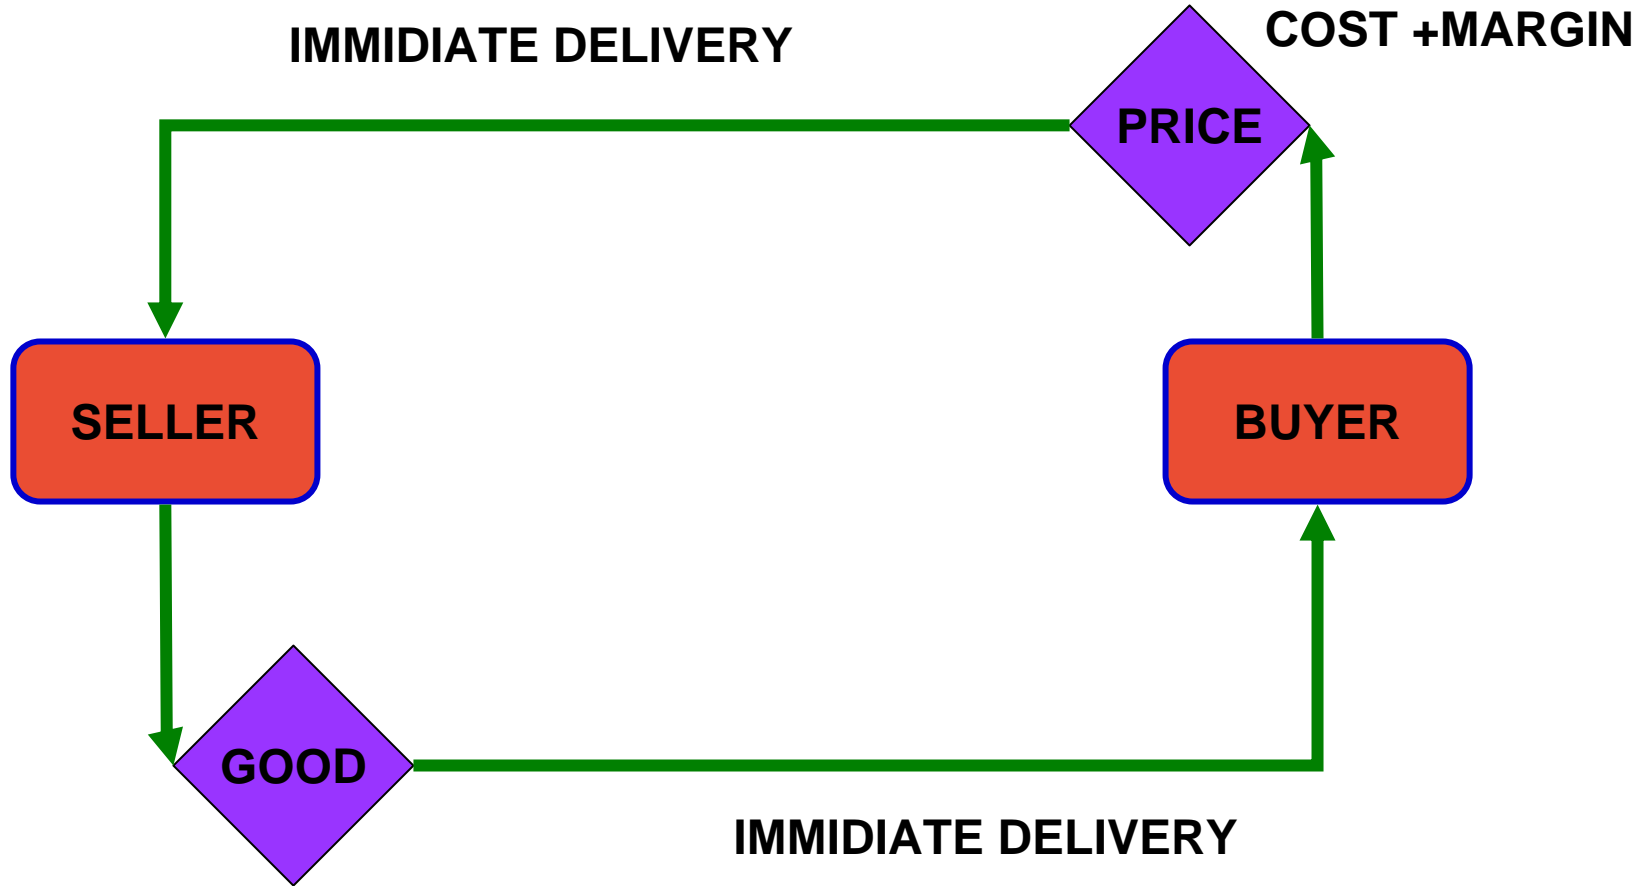 COST +MARGIN
IMMIDIATE DELIVERY
PRICE
SELLER
BUYER
GOOD
IMMIDIATE DELIVERY